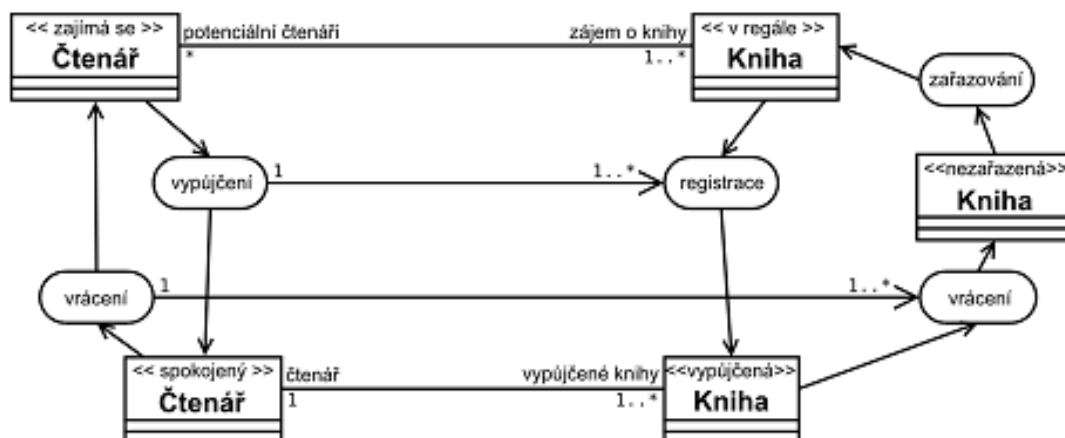 << zajímá se >>
Čtenář
potenciální čtenáři
*
zájem o knihy
1..*
<< v regále >>
Kniha
zařazování
vypůjčení
1
1..*
registrace
<<nezařazená>>
Kniha
vrácení
1
1..*
vrácení
<< spokojený >>
Čtenář
čtenář
1
vypůjčené knihy
1..*
<<vypůjčená>>
Kniha